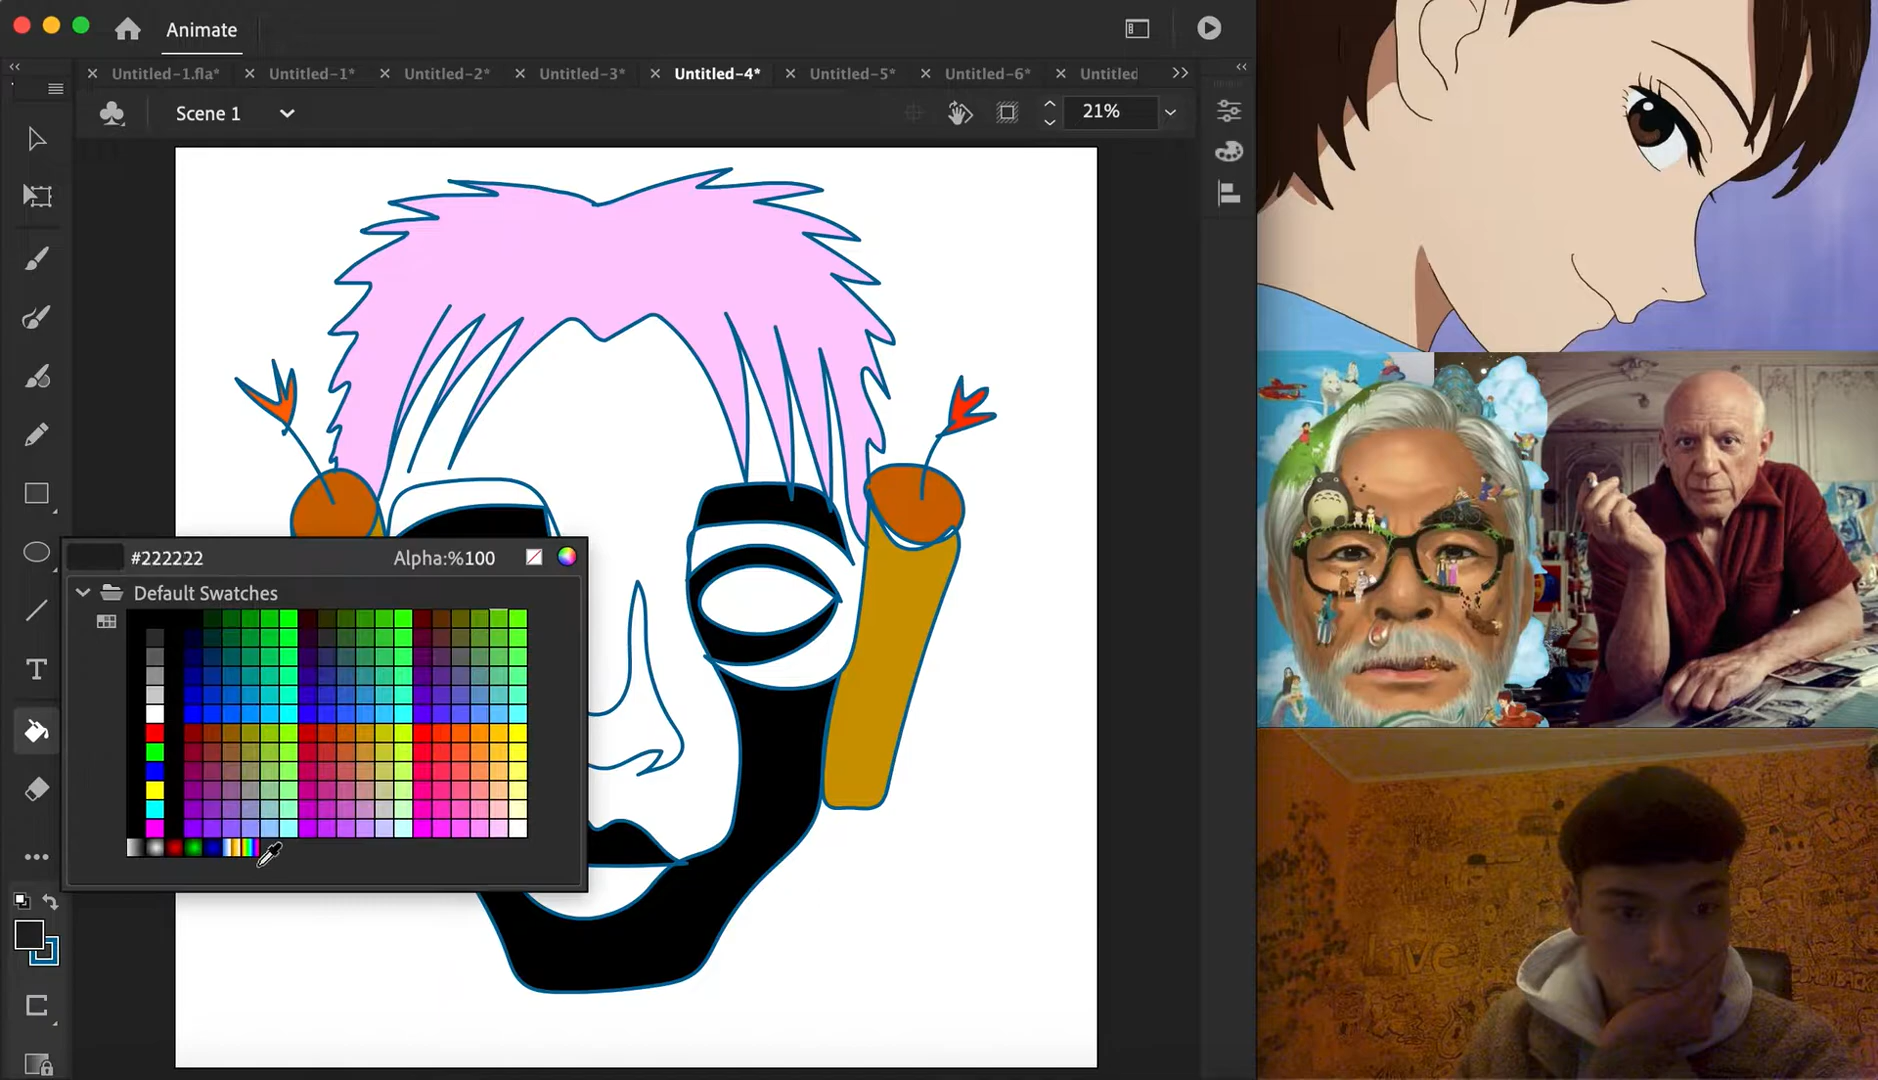 Animate
Untitled-1.fla*
Untitled-1*
Untitled-2*
Untitled-3*
Untitled-4*
Untitled-5*
Untitled-6*
Untitled
Scene 1
21%
#222222
Alpha:%100
Default Swatches
T
Live